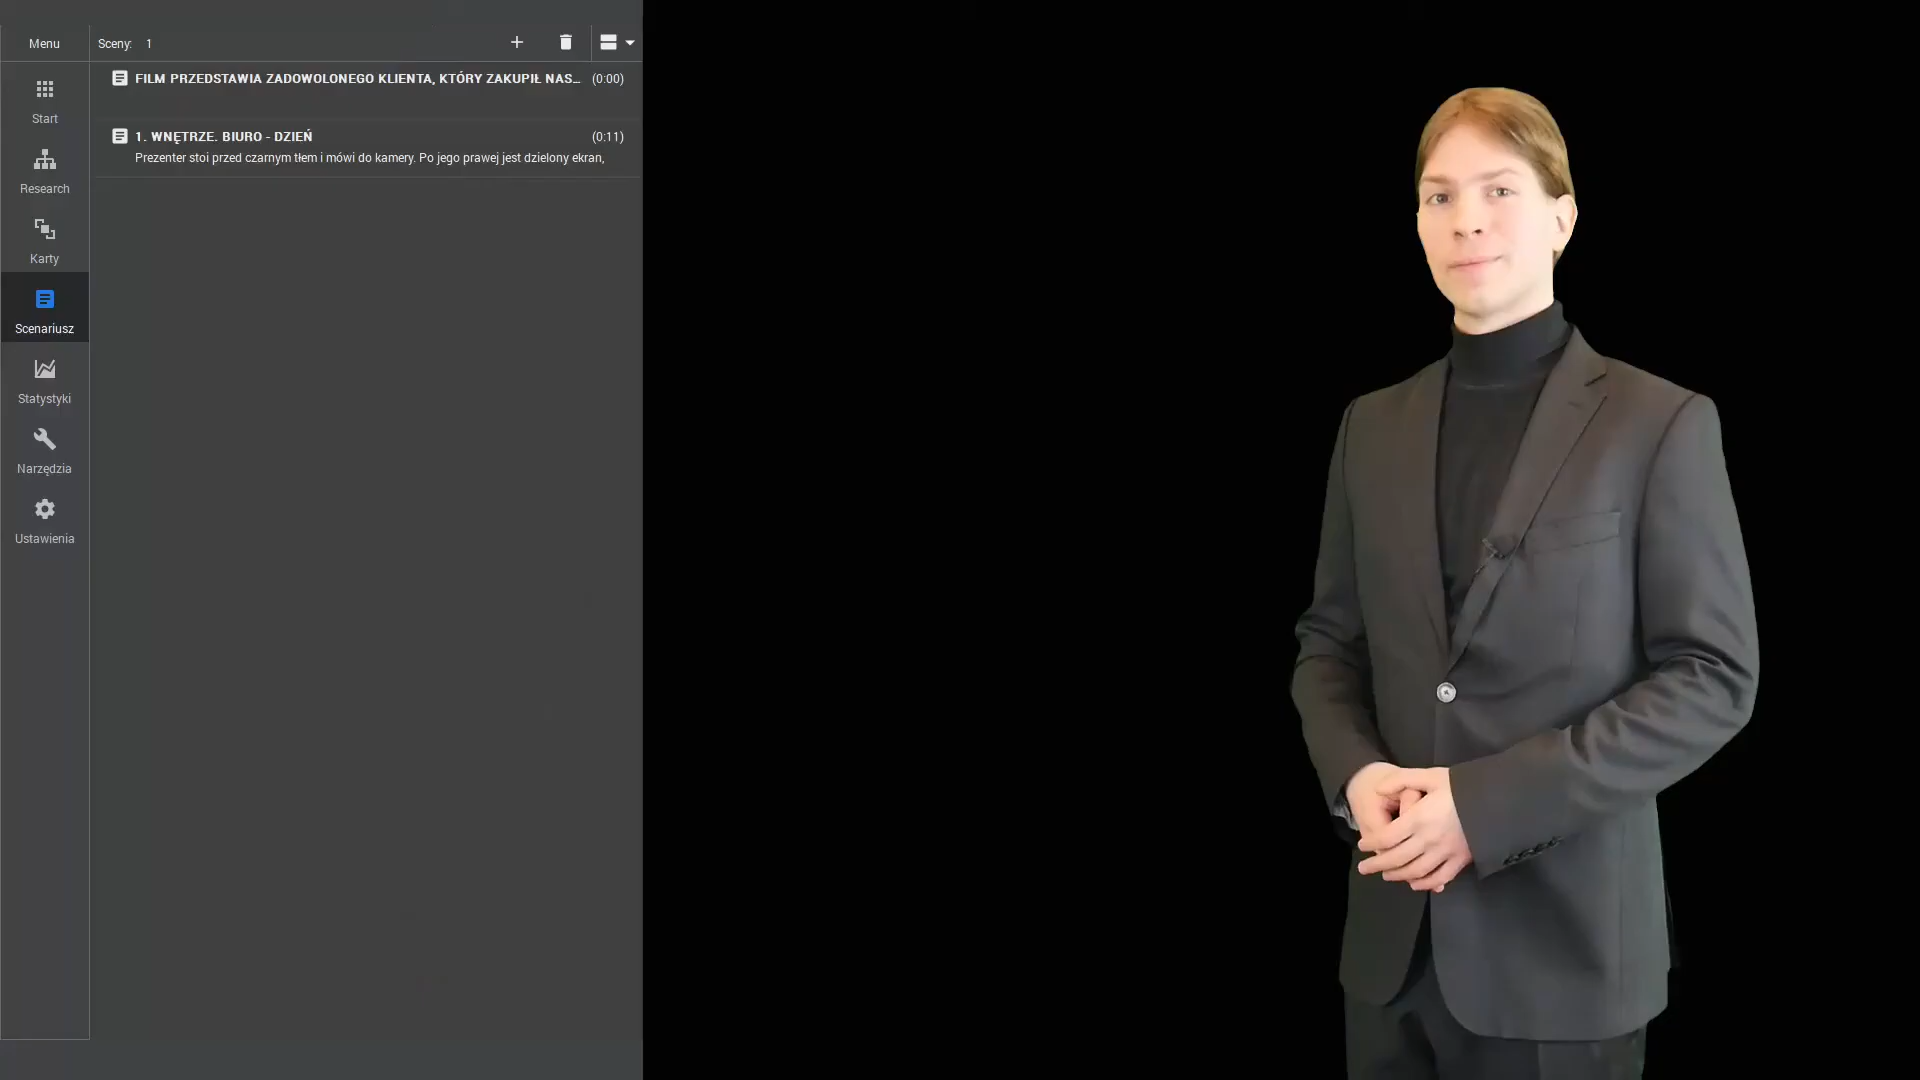 Menu
Sceny: 1
Start
Research
Karty
Scenariusz
Statystyki
Narzędzia
Ustawienia
FILM PRZEDSTAWIA ZADOWOLONEGO KLIENTA, KTÓRY ZAKUPIŁ NAS... (0:00)
1. WNĘTRZE. BIURO - DZIEŃ (0:11)
Prezenter stoi przed czarnym tłem i mówi do kamery. Po jego prawej jest dzielony ekran,